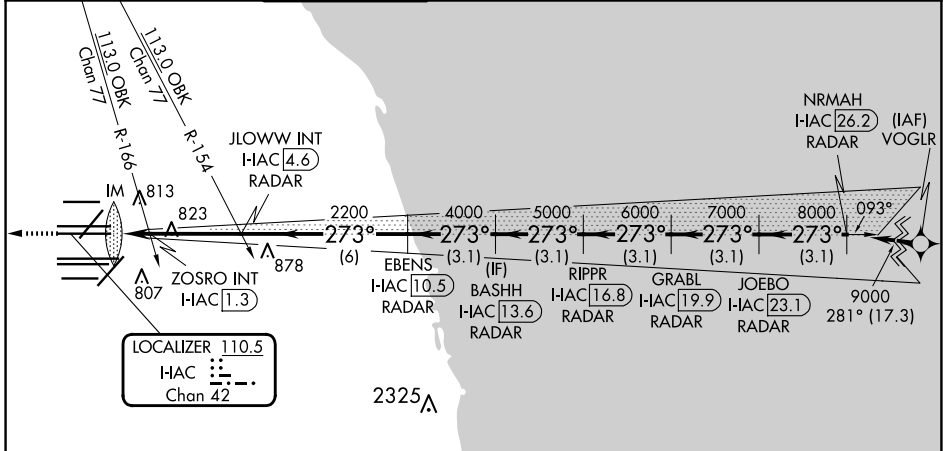 113.0 OBK
Chan 77
R-166
113.0 OBK
Chan 77
R-154
JLOWW INT
I-IAC 4.6
RADAR
NRMAH
I-IAC 26.2
RADAR
(IAF)
VOGLR
IM
813
823
878
807
ZOSRO INT
I-IAC 1.3
2200
273°
(6)
4000
273°
(3.1)
5000
273°
(3.1)
6000
273°
(3.1)
7000
273°
(3.1)
8000
273°
(3.1)
093°
EBENS
I-IAC 10.5
RADAR
(IF)
BASHH
I-IAC 13.6
RADAR
RIPPR
I-IAC 16.8
RADAR
GRABL
I-IAC 19.9
RADAR
JOEBO
I-IAC 23.1
RADAR
9000
281° (17.3)
LOCALIZER 110.5
I-IAC
Chan 42
2325